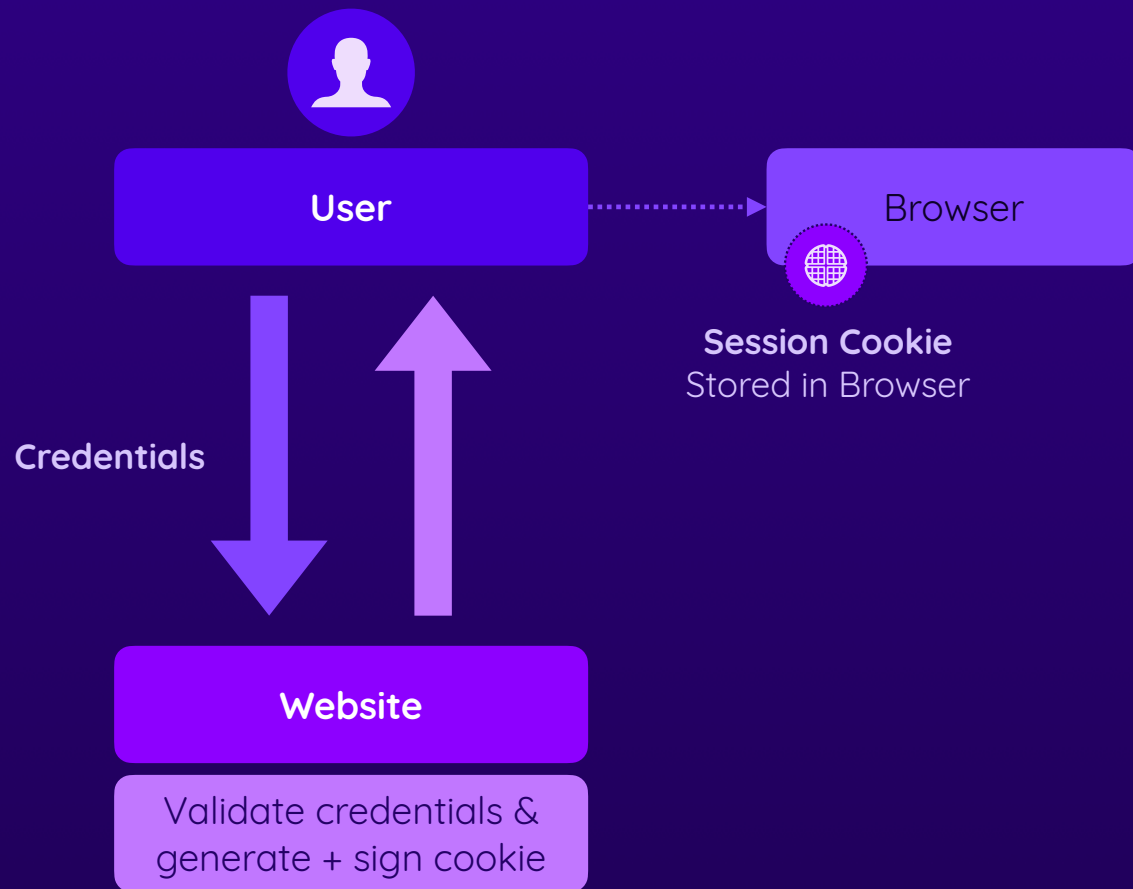 User
Browser
Session Cookie
Stored in Browser
Credentials
Website
Validate credentials &
generate + sign cookie